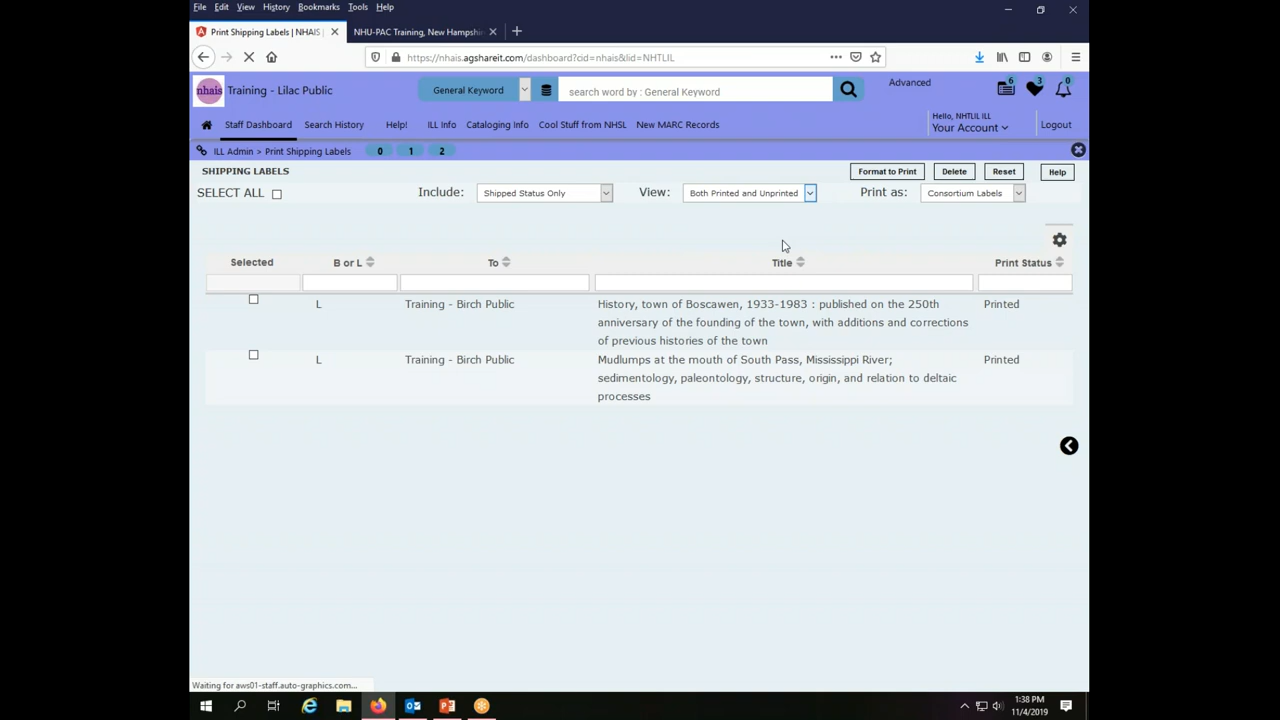 File Edit View History Bookmarks Tools Help
Print Shipping Labels | NHAIS
NHU-PAC Training, New Hampshir
https://nhais.agshareit.com/dashboard?cid=nhais&lid=NHTLIL
nhais Training - Lilac Public General Keyword search word by : General Keyword Advanced 6 3 0
Hello, NHTLIL ILL
Your Account
Staff Dashboard Search History Help! ILL Info Cataloging Info Cool Stuff from NHSL New MARC Records Logout
ILL Admin > Print Shipping Labels 0 1 2
SHIPPING LABELS Format to Print Delete Reset Help
SELECT ALL Include: Shipped Status Only View: Both Printed and Unprinted Print as: Consortium Labels
Selected B or L To Title Print Status
L Training - Birch Public History, town of Boscawen, 1933-1983 : published on the 250th Printed
anniversary of the founding of the town, with additions and corrections
of previous histories of the town
L Training - Birch Public Mudlumps at the mouth of South Pass, Mississippi River; Printed
sedimentology, paleontology, structure, origin, and relation to deltaic
processes
Waiting for aws01-staff.auto-graphics.com...
1:38 PM
11/4/2019